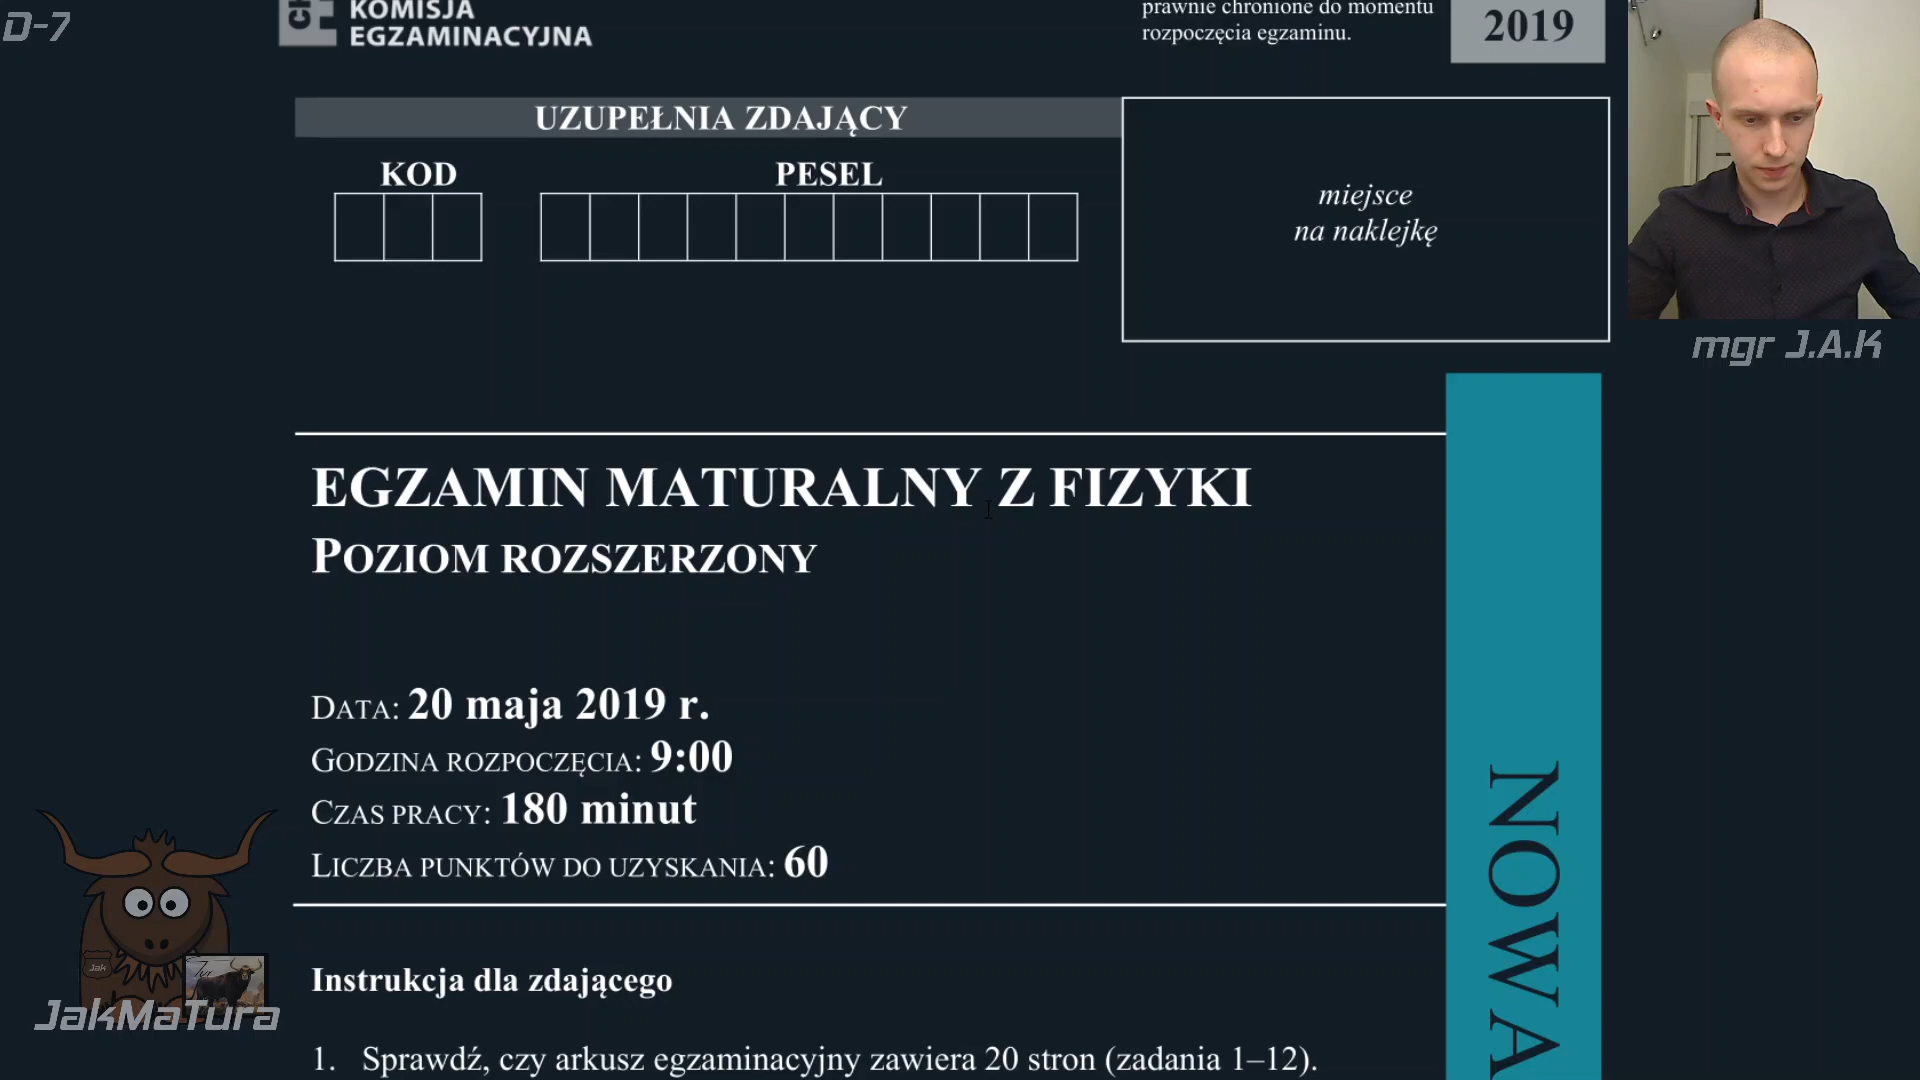 D-7
KOMISJA
EGZAMINACYJNA
prawnie chronione do momentu
rozpoczęcia egzaminu.
2019
UZUPEŁNIA ZDAJĄCY
KOD
PESEL
miejsce
na naklejkę
mgr J.A.K
EGZAMIN MATURALNY Z FIZYKI
POZIOM ROZSZERZONY
DATA: 20 maja 2019 r.
GODZINA ROZPOCZĘCIA: 9:00
CZAS PRACY: 180 minut
LICZBA PUNKTÓW DO UZYSKANIA: 60
NOWA
Instrukcja dla zdającego
1. Sprawdź, czy arkusz egzaminacyjny zawiera 20 stron (zadania 1–12).
Jak
Tur
JakMaTura